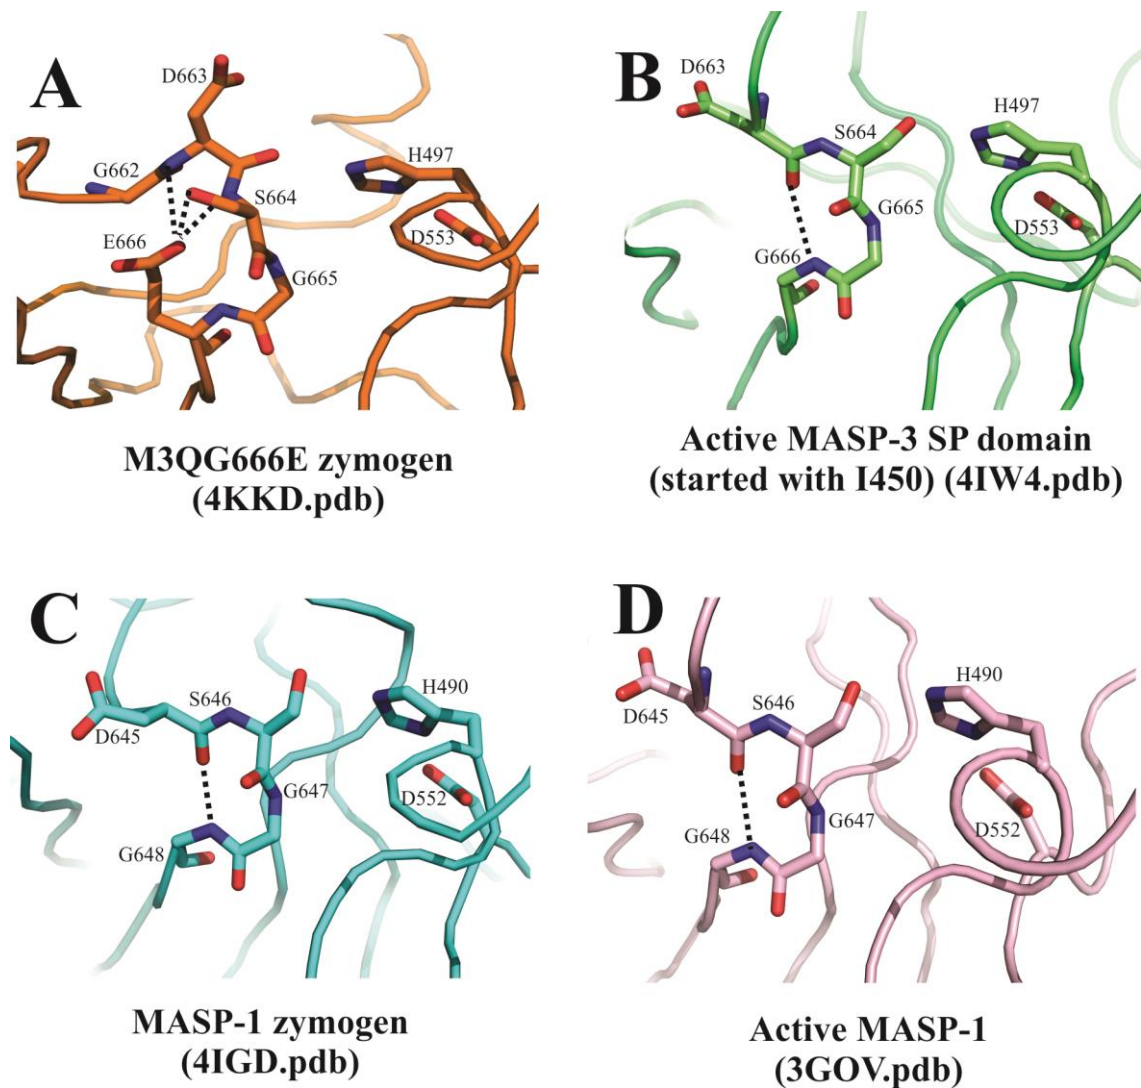 A
D663
G662
H497
S664
D553
E666
G665
M3QG666E zymogen
(4KKD.pdb)
B
D663
S664
H497
G665
D553
G666
Active MASP-3 SP domain
(started with I450) (4IW4.pdb)
C
S646
H490
D645
G647
D552
G648
MASP-1 zymogen
(4IGD.pdb)
D
S646
H490
D645
G647
G648
D552
Active MASP-1
(3GOV.pdb)